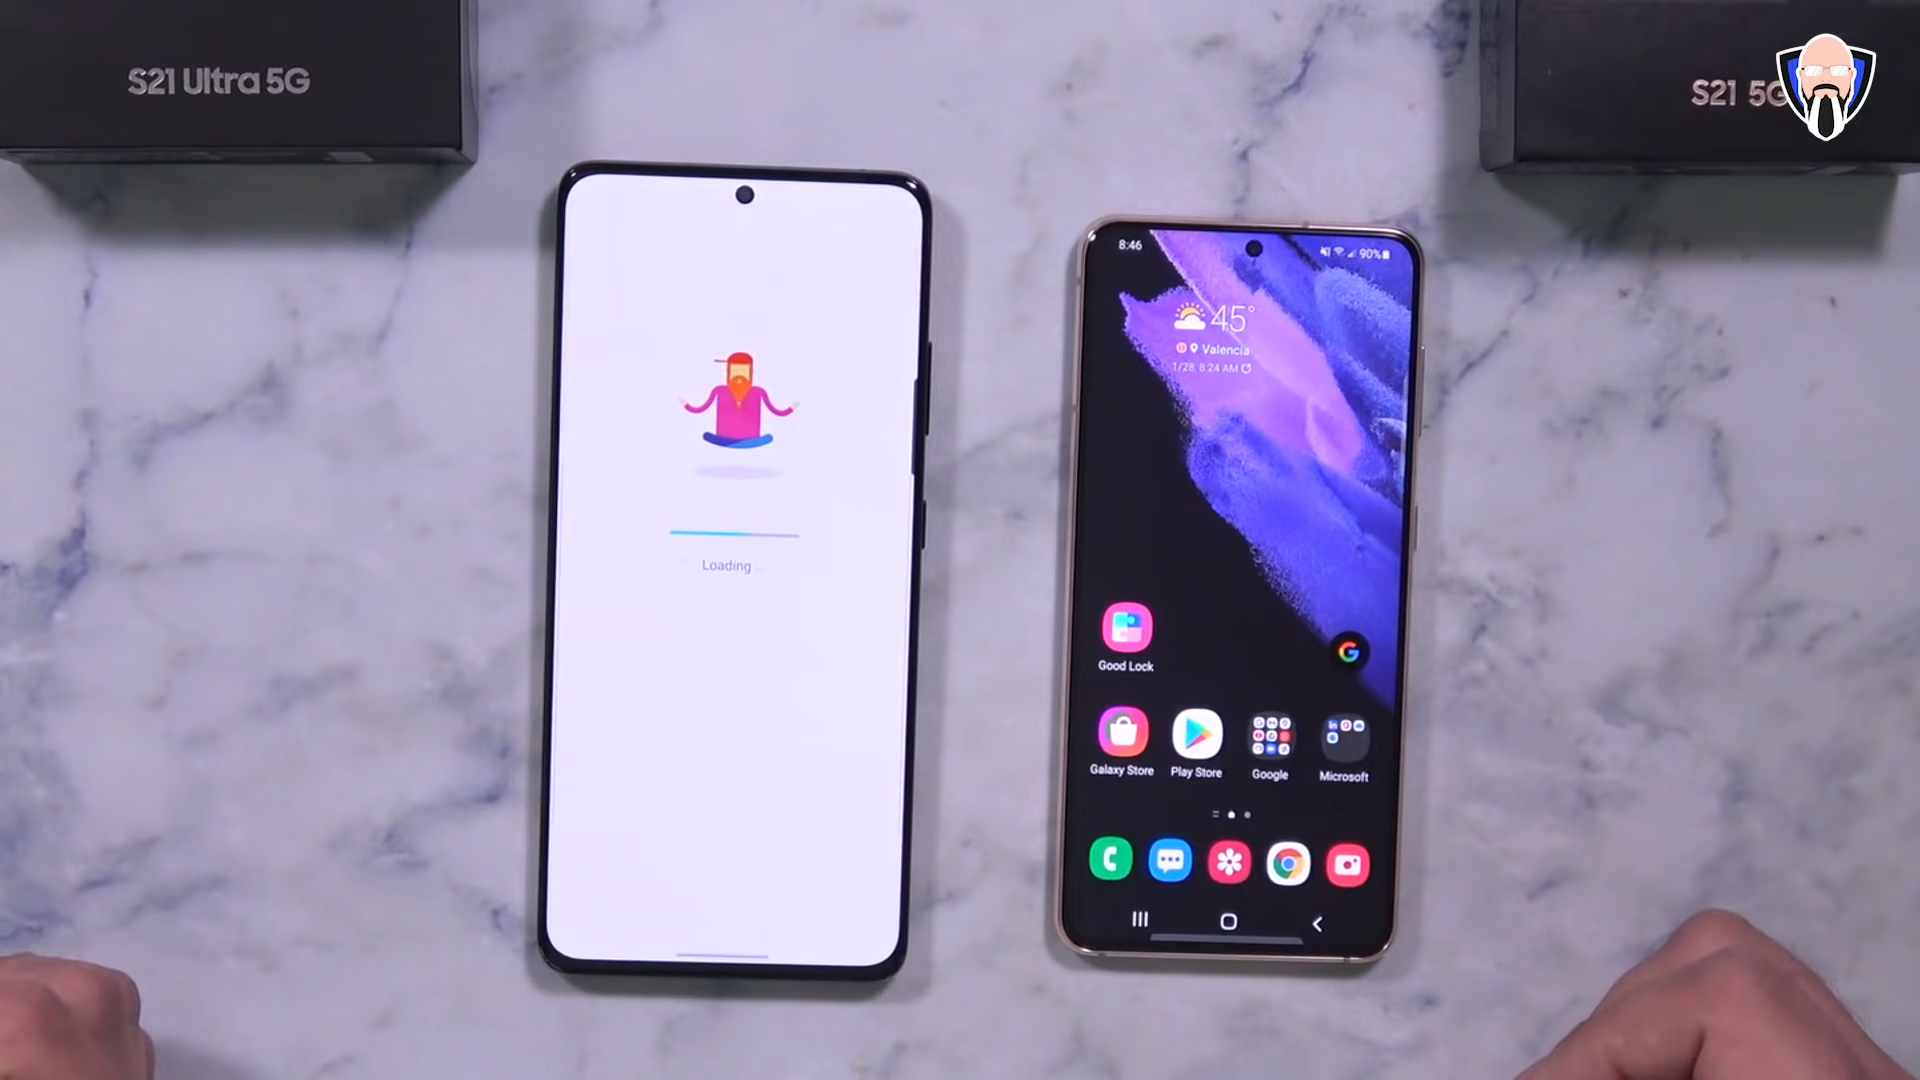 S21 Ultra 5G
S21 5G
8:46
90%
45°
Valencia
1/28, 8:24 AM
Loading...
Good Lock
Galaxy Store
Play Store
Google
Microsoft